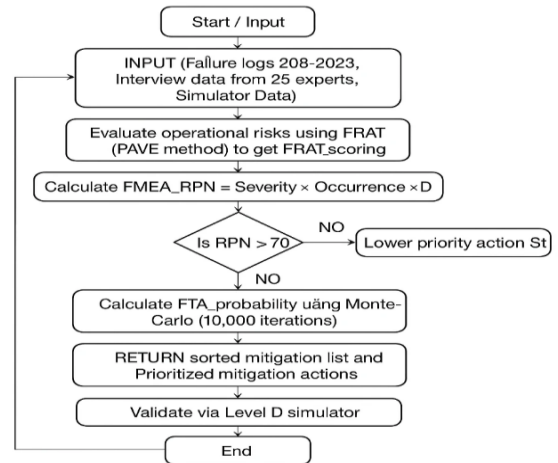 Start / Input
INPUT (Failure logs 208-2023,
Interview data from 25 experts,
Simulator Data)
Evaluate operational risks using FRAT
(PAVE method) to get FRAT_scoring
Calculate FMEA_RPN = Severity × Occurrence × D
Is RPN > 70
NO
Lower priority action St
NO
Calculate FTA_probability uäng Monte-
Carlo (10,000 iterations)
RETURN sorted mitigation list and
Prioritized mitigation actions
Validate via Level D simulator
End